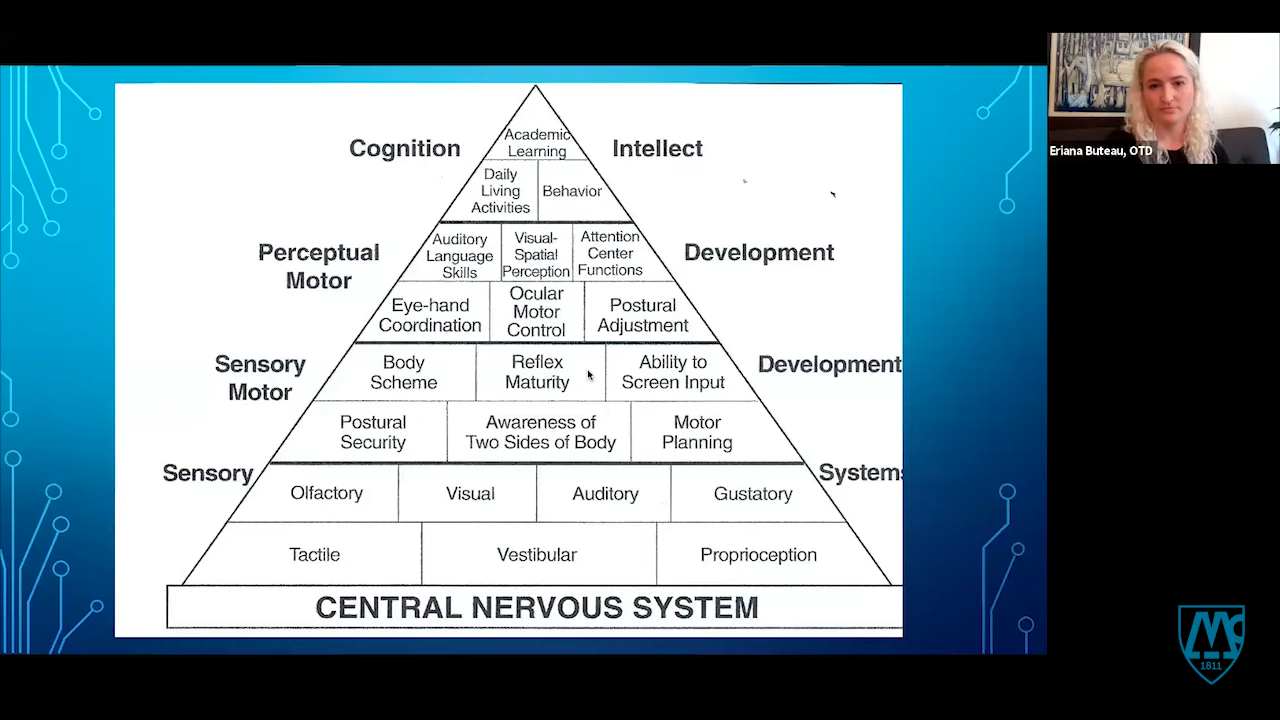 Academic
Learning
Cognition
Intellect
Daily
Living
Activities
Behavior
Perceptual
Motor
Auditory
Language
Skills
Visual-
Spatial
Perception
Attention
Center
Functions
Development
Eye-hand
Coordination
Ocular
Motor
Control
Postural
Adjustment
Sensory
Motor
Body
Scheme
Reflex
Maturity
Ability to
Screen Input
Development
Postural
Security
Awareness of
Two Sides of Body
Motor
Planning
Sensory
Olfactory
Visual
Auditory
Gustatory
Systems
Tactile
Vestibular
Proprioception
CENTRAL NERVOUS SYSTEM
Eriana Buteau, OTD
Mc
1811